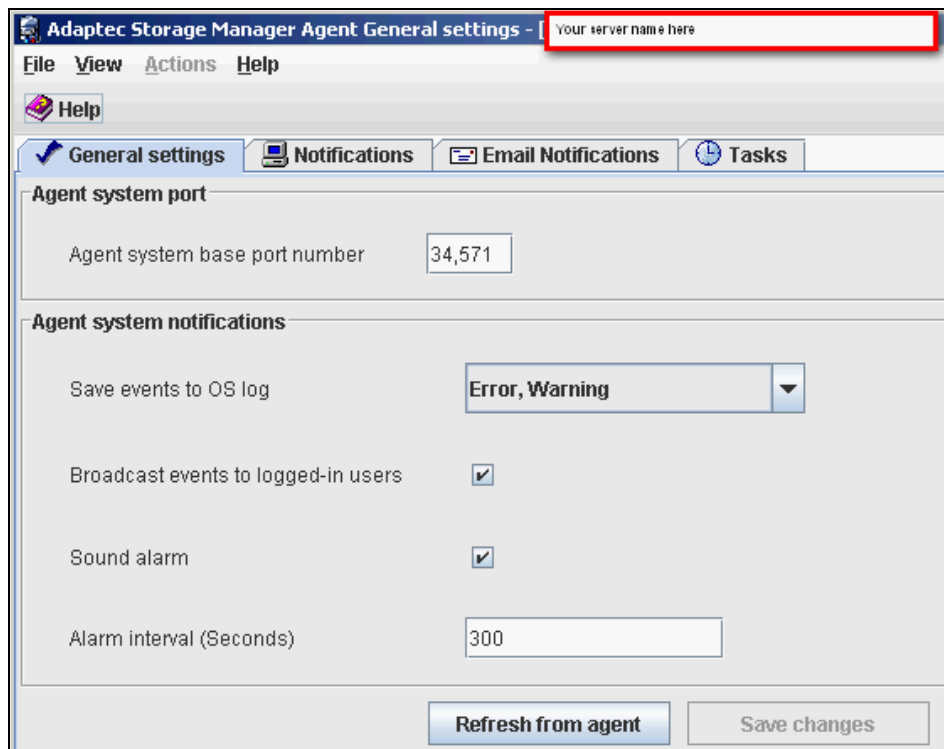 Adaptec Storage Manager Agent General settings - [ Your server name here
File View Actions Help
Help
General settings Notifications Email Notifications Tasks
Agent system port
Agent system base port number 34,571
Agent system notifications
Save events to OS log Error, Warning
Broadcast events to logged-in users
Sound alarm
Alarm interval (Seconds) 300
Refresh from agent Save changes